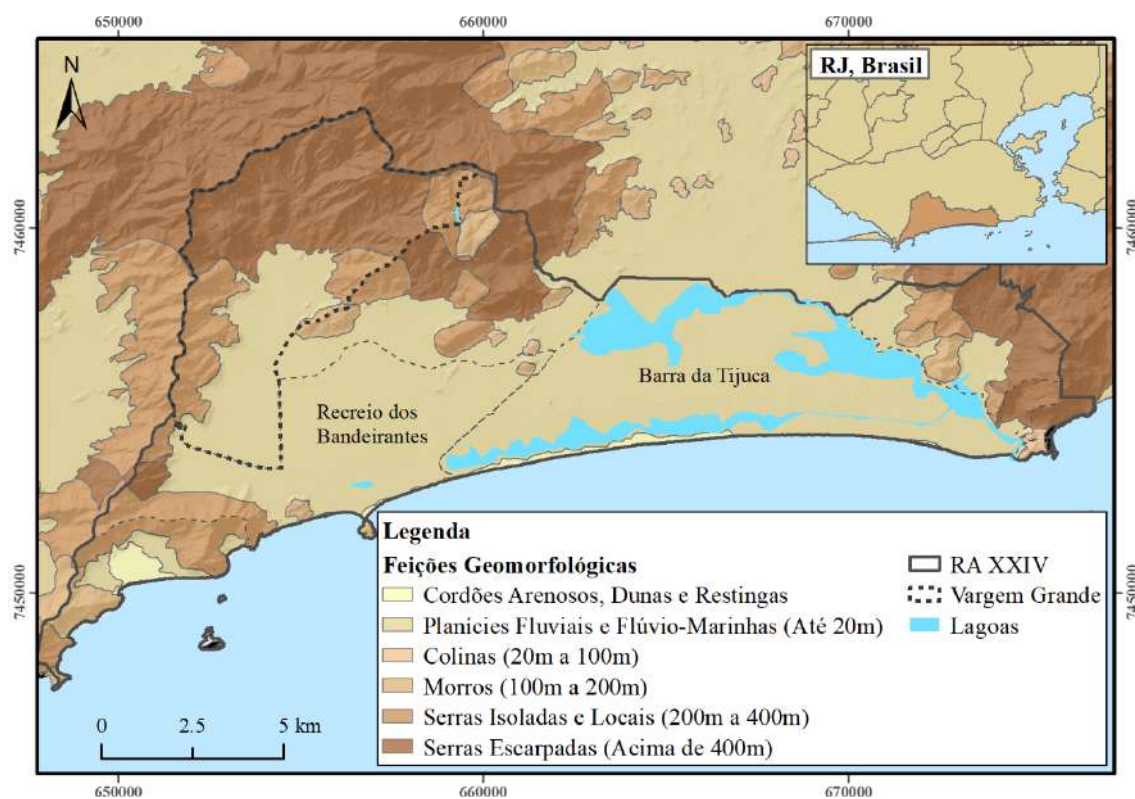 650000
660000
670000
N
RJ, Brasil
7460000
7460000
Barra da Tijuca
Recreio dos
Bandeirantes
Legenda
Feições Geomorfológicas
Cordões Arenosos, Dunas e Restingas
Planícies Fluviais e Flúvio-Marinhas (Até 20m)
Colinas (20m a 100m)
Morros (100m a 200m)
Serras Isoladas e Locais (200m a 400m)
Serras Escarpadas (Acima de 400m)
RA XXIV
Vargem Grande
Lagoas
7450000
7450000
0 2.5 5 km
650000
660000
670000